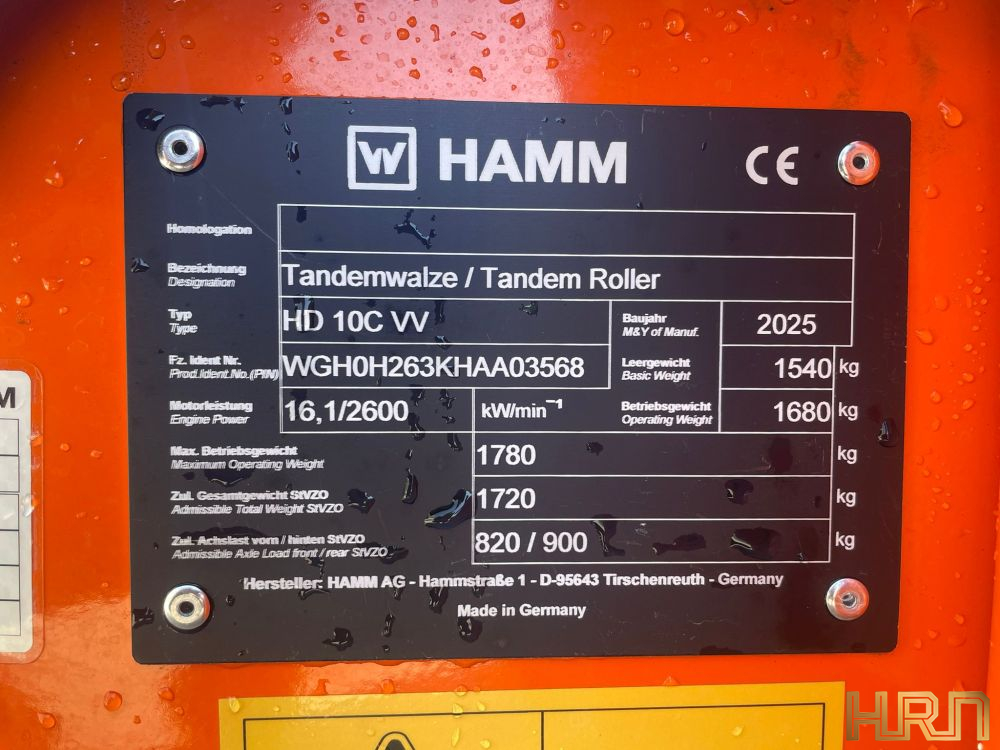 W HAMM CE
Homologation
Bezeichnung
Designation
Tandemwalze / Tandem Roller
Typ
Type
HD 10C VV
Baujahr
M&Y of Manuf.
2025
Fz. Ident Nr.
Prod.Ident.No.(PIN)
WGH0H263KHAA03568
Leergewicht
Basic Weight
1540 kg
Motorleistung
Engine Power
16,1/2600
kW/min⁻¹
Betriebsgewicht
Operating Weight
1680 kg
Max. Betriebsgewicht
Maximum Operating Weight
1780 kg
Zul. Gesamtgewicht StVZO
Admissible Total Weight StVZO
1720 kg
Zul. Achslast vorn / hinten StVZO
Admissible Axle Load front / rear StVZO
820 / 900 kg
Hersteller: HAMM AG - Hammstraße 1 - D-95643 Tirschenreuth - Germany
Made in Germany
M
HRN